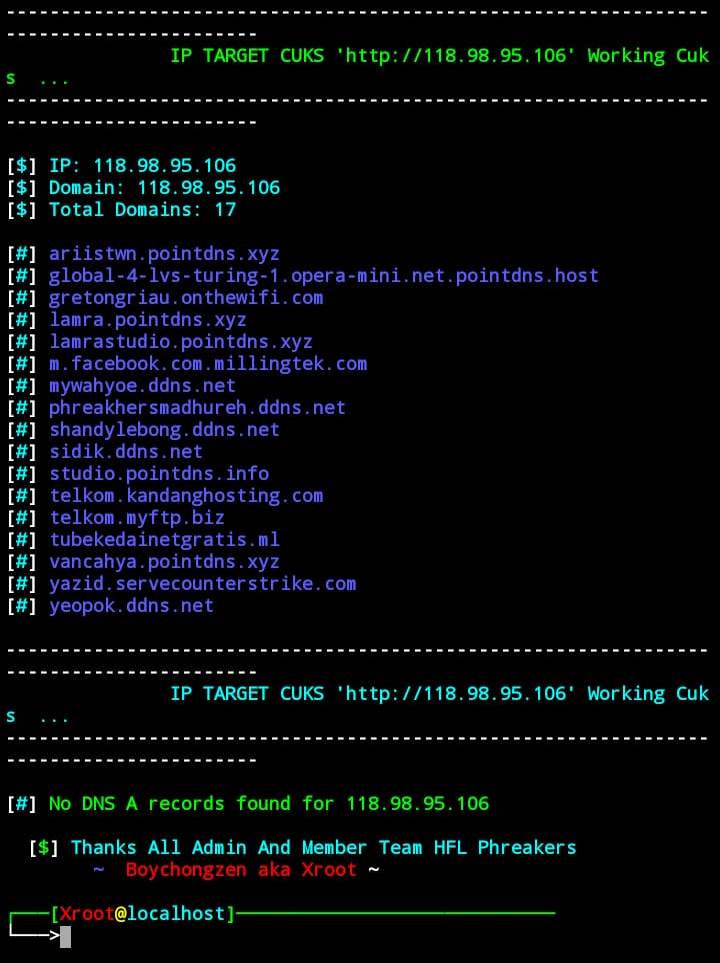 --------------------------------------------------------------------
-----------------------
IP TARGET CUKS 'http://118.98.95.106' Working Cuk
s ...
--------------------------------------------------------------------
-----------------------
[$] IP: 118.98.95.106
[$] Domain: 118.98.95.106
[$] Total Domains: 17
[#] ariistwn.pointdns.xyz
[#] global-4-lvs-turing-1.opera-mini.net.pointdns.host
[#] gretongriau.onthewifi.com
[#] lamra.pointdns.xyz
[#] lamrastudio.pointdns.xyz
[#] m.facebook.com.millingtek.com
[#] mywahyoe.ddns.net
[#] phreakhersmadhureh.ddns.net
[#] shandylebong.ddns.net
[#] sidik.ddns.net
[#] studio.pointdns.info
[#] telkom.kandanghosting.com
[#] telkom.myftp.biz
[#] tubekedainetgratis.ml
[#] vancahya.pointdns.xyz
[#] yazid.servecounterstrike.com
[#] yeopok.ddns.net
--------------------------------------------------------------------
-----------------------
IP TARGET CUKS 'http://118.98.95.106' Working Cuk
s ...
--------------------------------------------------------------------
-----------------------
[#] No DNS A records found for 118.98.95.106
[$] Thanks All Admin And Member Team HFL Phreakers
~ Boychongzen aka Xroot ~
┌───[Xroot@localhost]─────────────────────────────
└───>